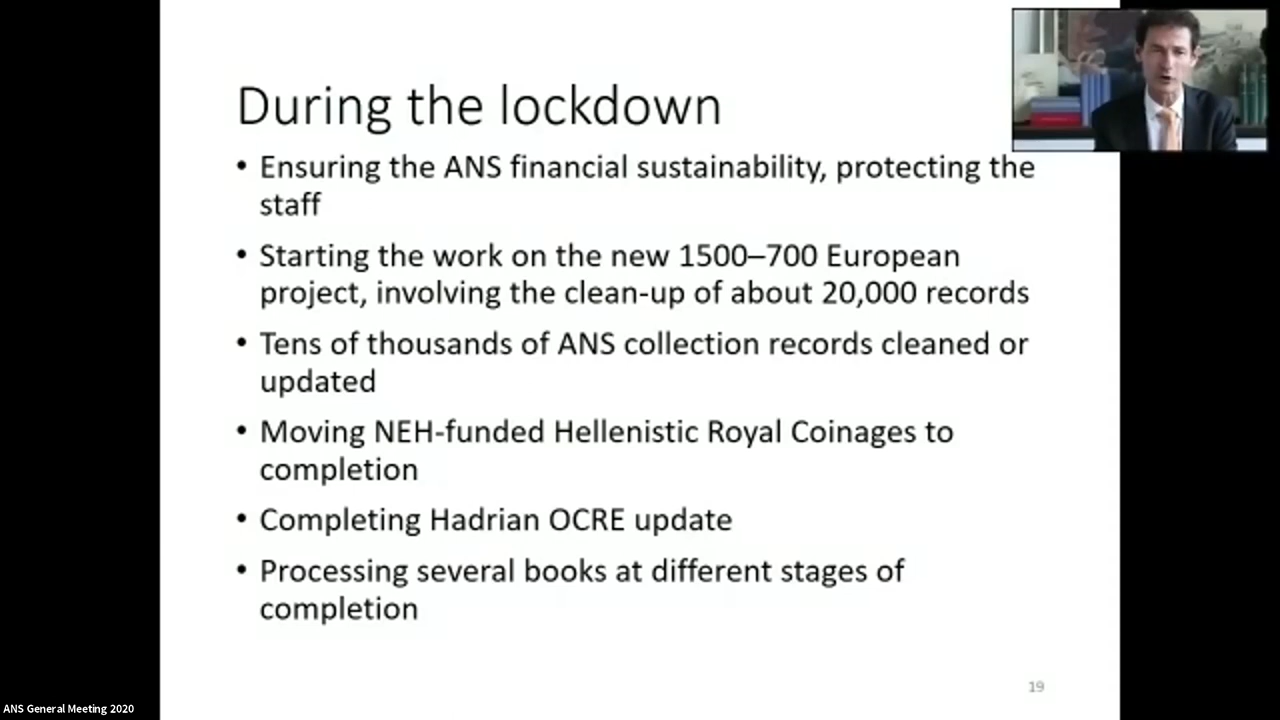 During the lockdown
• Ensuring the ANS financial sustainability, protecting the
staff
• Starting the work on the new 1500–700 European
project, involving the clean-up of about 20,000 records
• Tens of thousands of ANS collection records cleaned or
updated
• Moving NEH-funded Hellenistic Royal Coinages to
completion
• Completing Hadrian OCRE update
• Processing several books at different stages of
completion
19
ANS General Meeting 2020